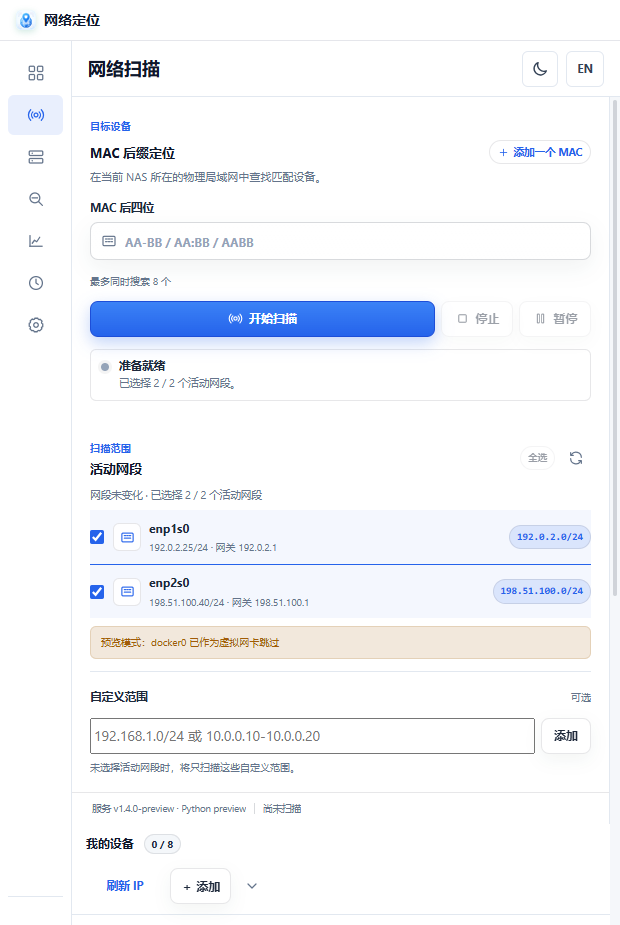 网络定位
网络扫描
EN
目标设备
MAC 后缀定位
+ 添加一个 MAC
在当前 NAS 所在的物理局域网中查找匹配设备。
MAC 后四位
AA-BB / AA:BB / AABB
最多同时搜索 8 个
开始扫描
停止
暂停
准备就绪
已选择 2 / 2 个活动网段。
扫描范围
活动网段
全选
网段未变化 · 已选择 2 / 2 个活动网段
enp1s0
192.0.2.25/24 · 网关 192.0.2.1
192.0.2.0/24
enp2s0
198.51.100.40/24 · 网关 198.51.100.1
198.51.100.0/24
预览模式：docker0 已作为虚拟网卡跳过
自定义范围
可选
192.168.1.0/24 或 10.0.0.10-10.0.0.20
添加
未选择活动网段时，将只扫描这些自定义范围。
服务 v1.4.0-preview · Python preview
尚未扫描
我的设备
0 / 8
刷新 IP
+ 添加